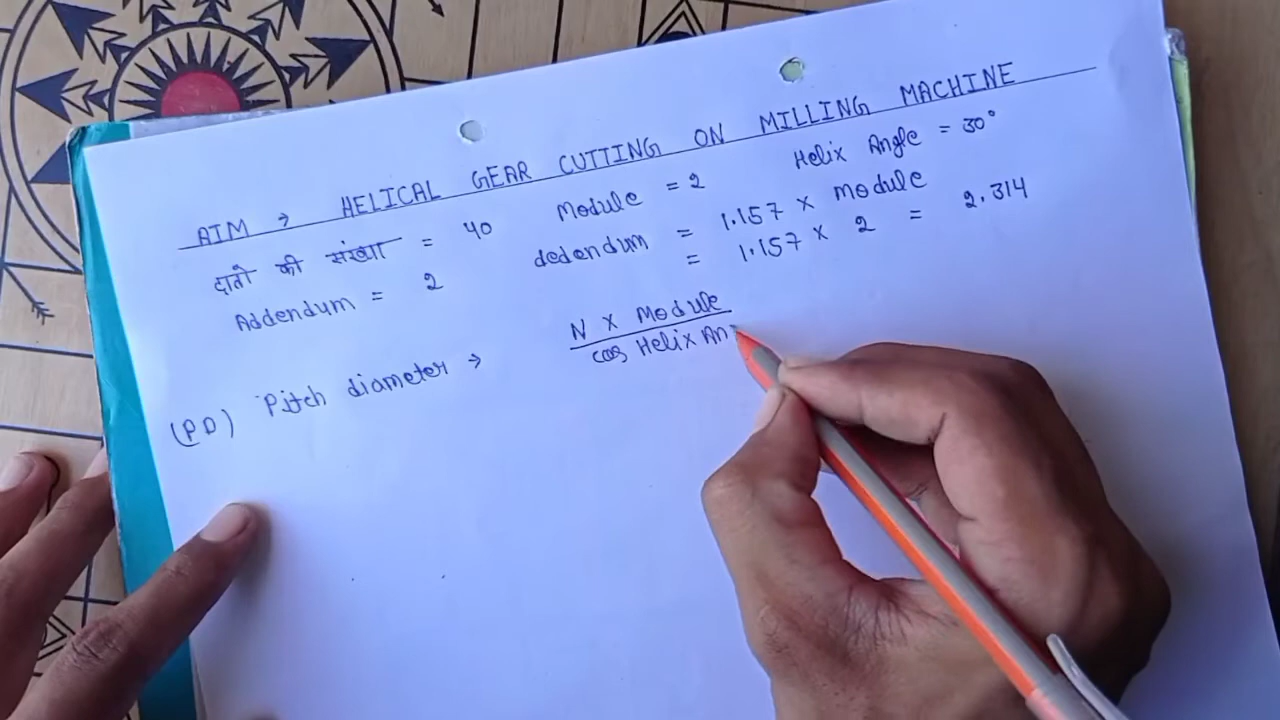 AIM → HELICAL GEAR CUTTING ON MILLING MACHINE
दातो की संख्या = 40 Module = 2 Helix Angle = 30°
Addendum = 2 dedendum = 1.157 × module
= 1.157 × 2 = 2.314
(PD) Pitch diameter → N × Module
cos Helix An